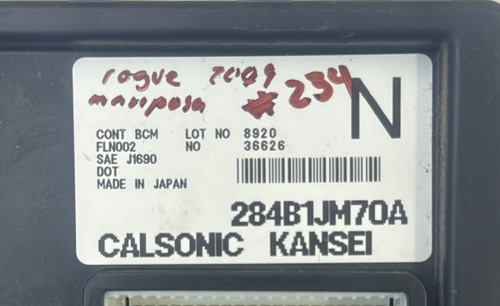 rogue 2009
mariposa #234
N
CONT BCM LOT NO 8920
FLN002 NO 36626
SAE J1690
DOT
MADE IN JAPAN
284B1JM70A
CALSONIC KANSEI